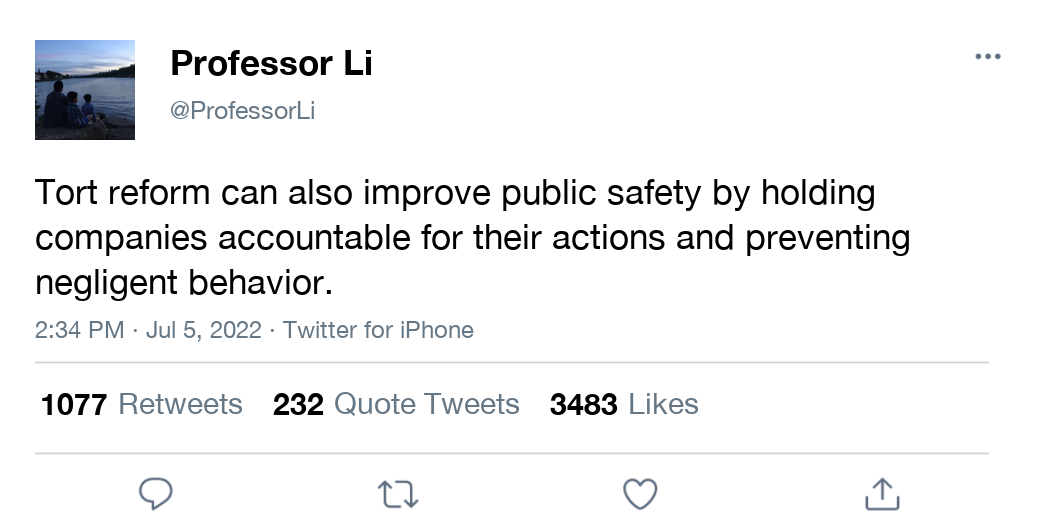 Professor Li
@ProfessorLi
Tort reform can also improve public safety by holding
companies accountable for their actions and preventing
negligent behavior.
2:34 PM · Jul 5, 2022 · Twitter for iPhone
1077 Retweets 232 Quote Tweets 3483 Likes